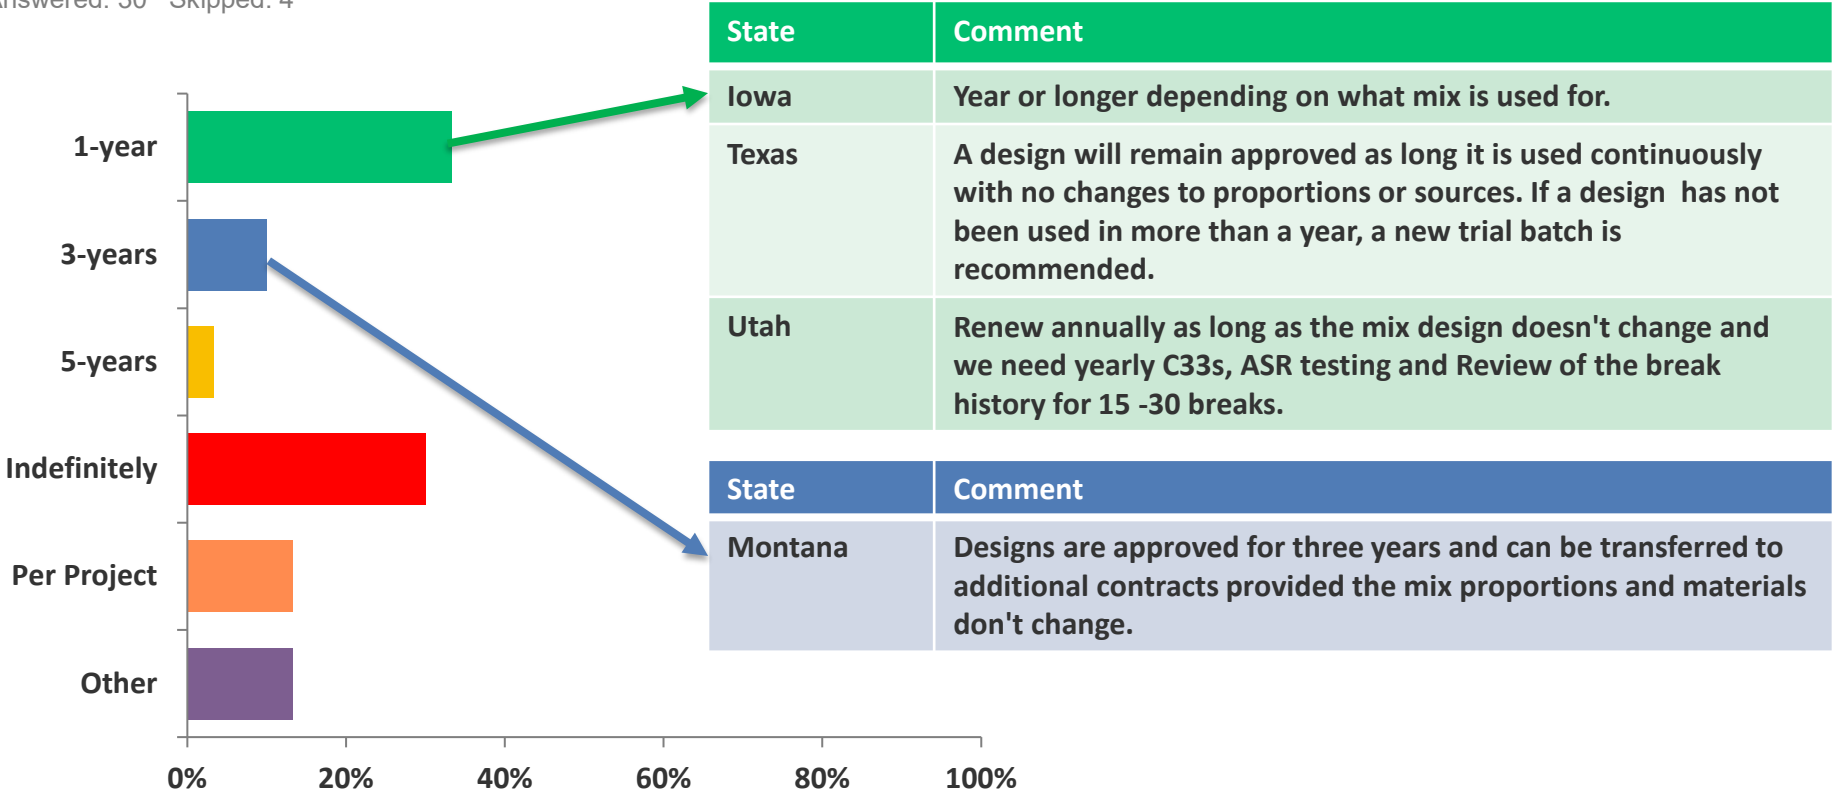 Answered: 30 Skipped: 4
1-year
3-years
5-years
Indefinitely
Per Project
Other
0% 20% 40% 60% 80% 100%
State Comment
Iowa Year or longer depending on what mix is used for.
Texas A design will remain approved as long it is used continuously
with no changes to proportions or sources. If a design has not
been used in more than a year, a new trial batch is
recommended.
Utah Renew annually as long as the mix design doesn't change and
we need yearly C33s, ASR testing and Review of the break
history for 15 -30 breaks.
State Comment
Montana Designs are approved for three years and can be transferred to
additional contracts provided the mix proportions and materials
don't change.